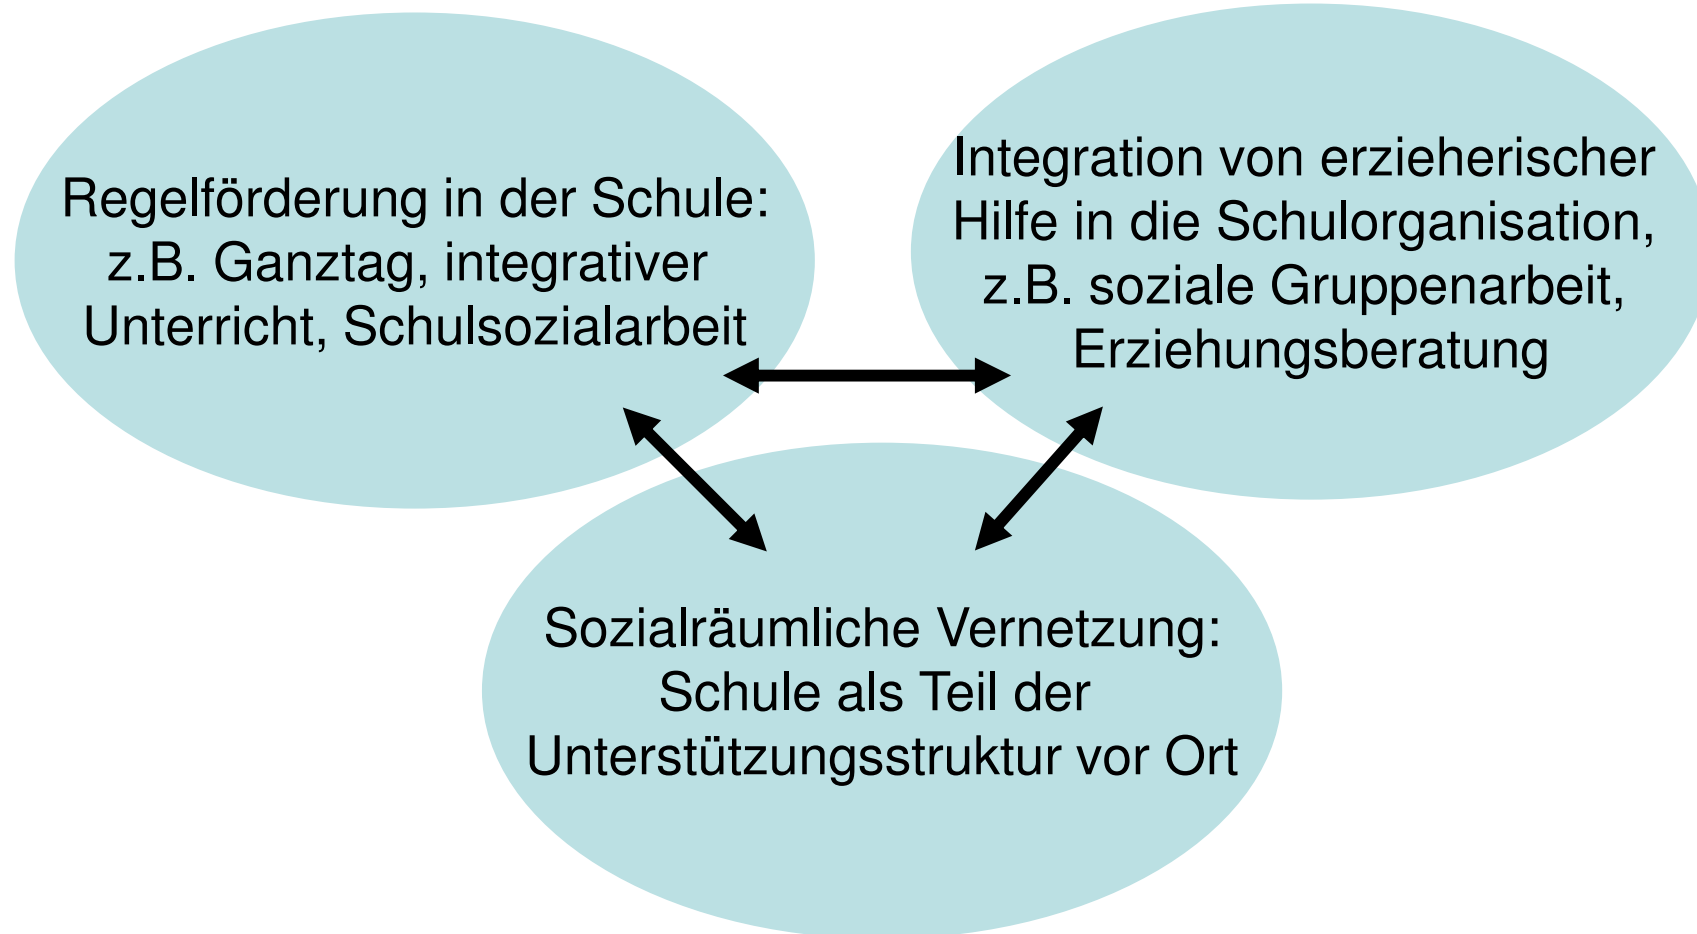 Regelförderung in der Schule:
z.B. Ganztag, integrativer
Unterricht, Schulsozialarbeit
Integration von erzieherischer
Hilfe in die Schulorganisation,
z.B. soziale Gruppenarbeit,
Erziehungsberatung
Sozialräumliche Vernetzung:
Schule als Teil der
Unterstützungsstruktur vor Ort